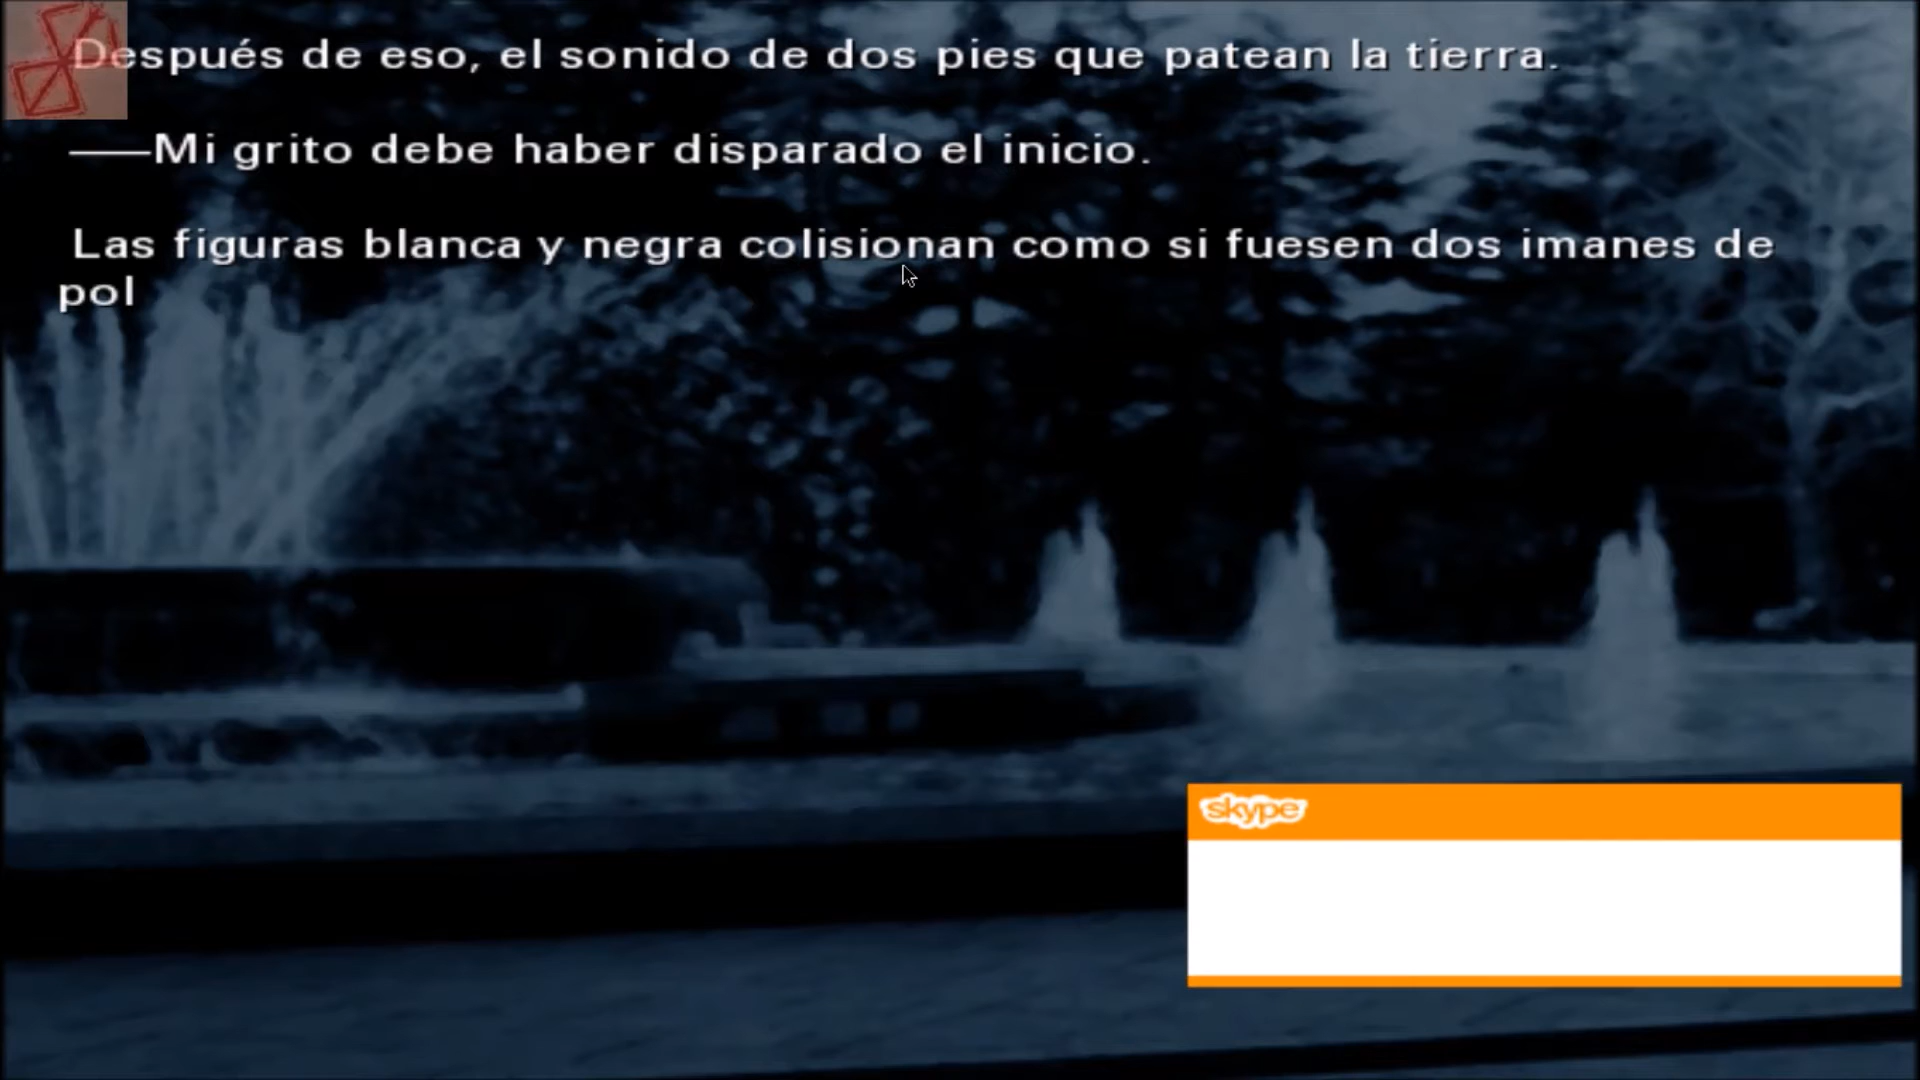 Después de eso, el sonido de dos pies que patean la tierra.
——Mi grito debe haber disparado el inicio.
Las figuras blanca y negra colisionan como si fuesen dos imanes de
pol
skype